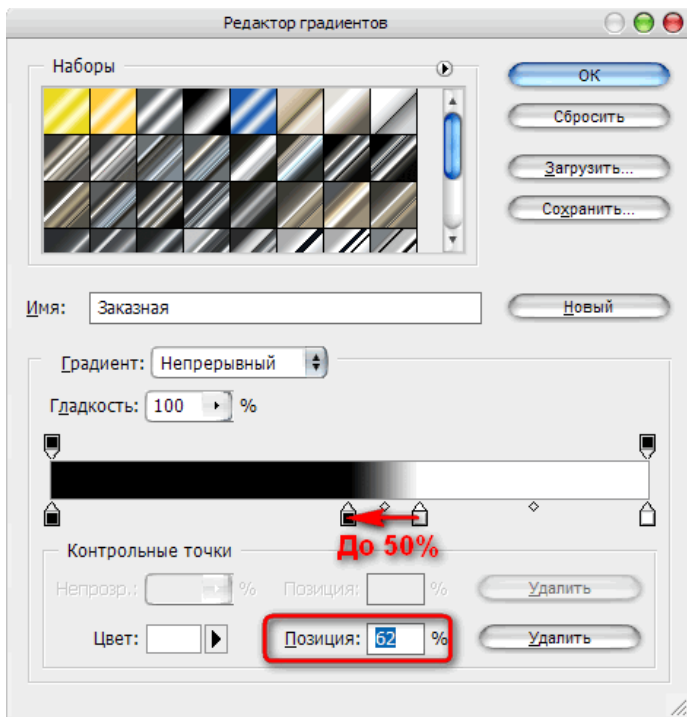 Редактор градиентов
Наборы
OK
Сбросить
Загрузить...
Сохранить...
Имя: Заказная
Новый
Градиент: Непрерывный
Гладкость: 100 %
До 50%
Контрольные точки
Непрозр.: % Позиция: % Удалить
Цвет: Позиция: 62 % Удалить